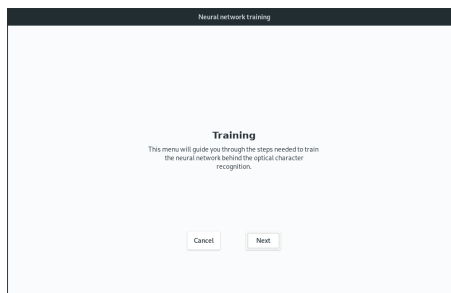 Neural network training
Training
This menu will guide you through the steps needed to train
the neural network behind the optical character
recognition.
Cancel
Next